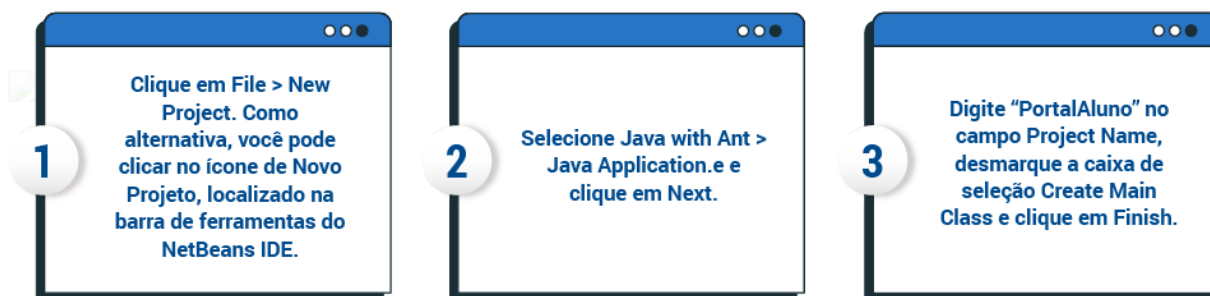 1
Clique em File > New
Project. Como
alternativa, você pode
clicar no ícone de Novo
Projeto, localizado na
barra de ferramentas do
NetBeans IDE.
2
Selecione Java with Ant >
Java Application.e e
clique em Next.
3
Digite “PortalAluno” no
campo Project Name,
desmarque a caixa de
seleção Create Main
Class e clique em Finish.